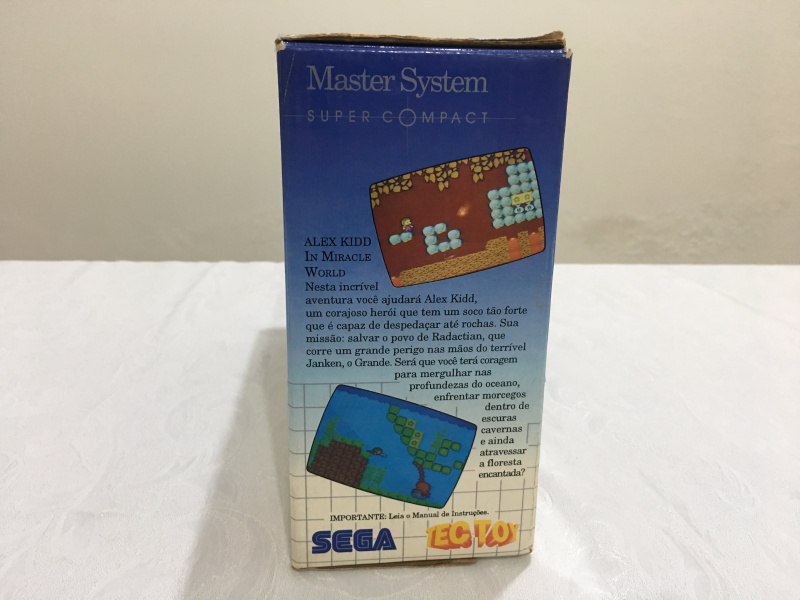 Master System
SUPER COMPACT
ALEX KIDD
IN MIRACLE
WORLD
Nesta incrível
aventura você ajudará Alex Kidd,
um corajoso herói que tem um soco tão forte
que é capaz de despedaçar até rochas. Sua
missão: salvar o povo de Radactian, que
corre um grande perigo nas mãos do terrível
Janken, o Grande. Será que você terá coragem
para mergulhar nas
profundezas do oceano,
enfrentar morcegos
dentro de
escuras
cavernas
e ainda
atravessar
a floresta
encantada?
IMPORTANTE: Leia o Manual de Instruções.
SEGA
TEC TOY